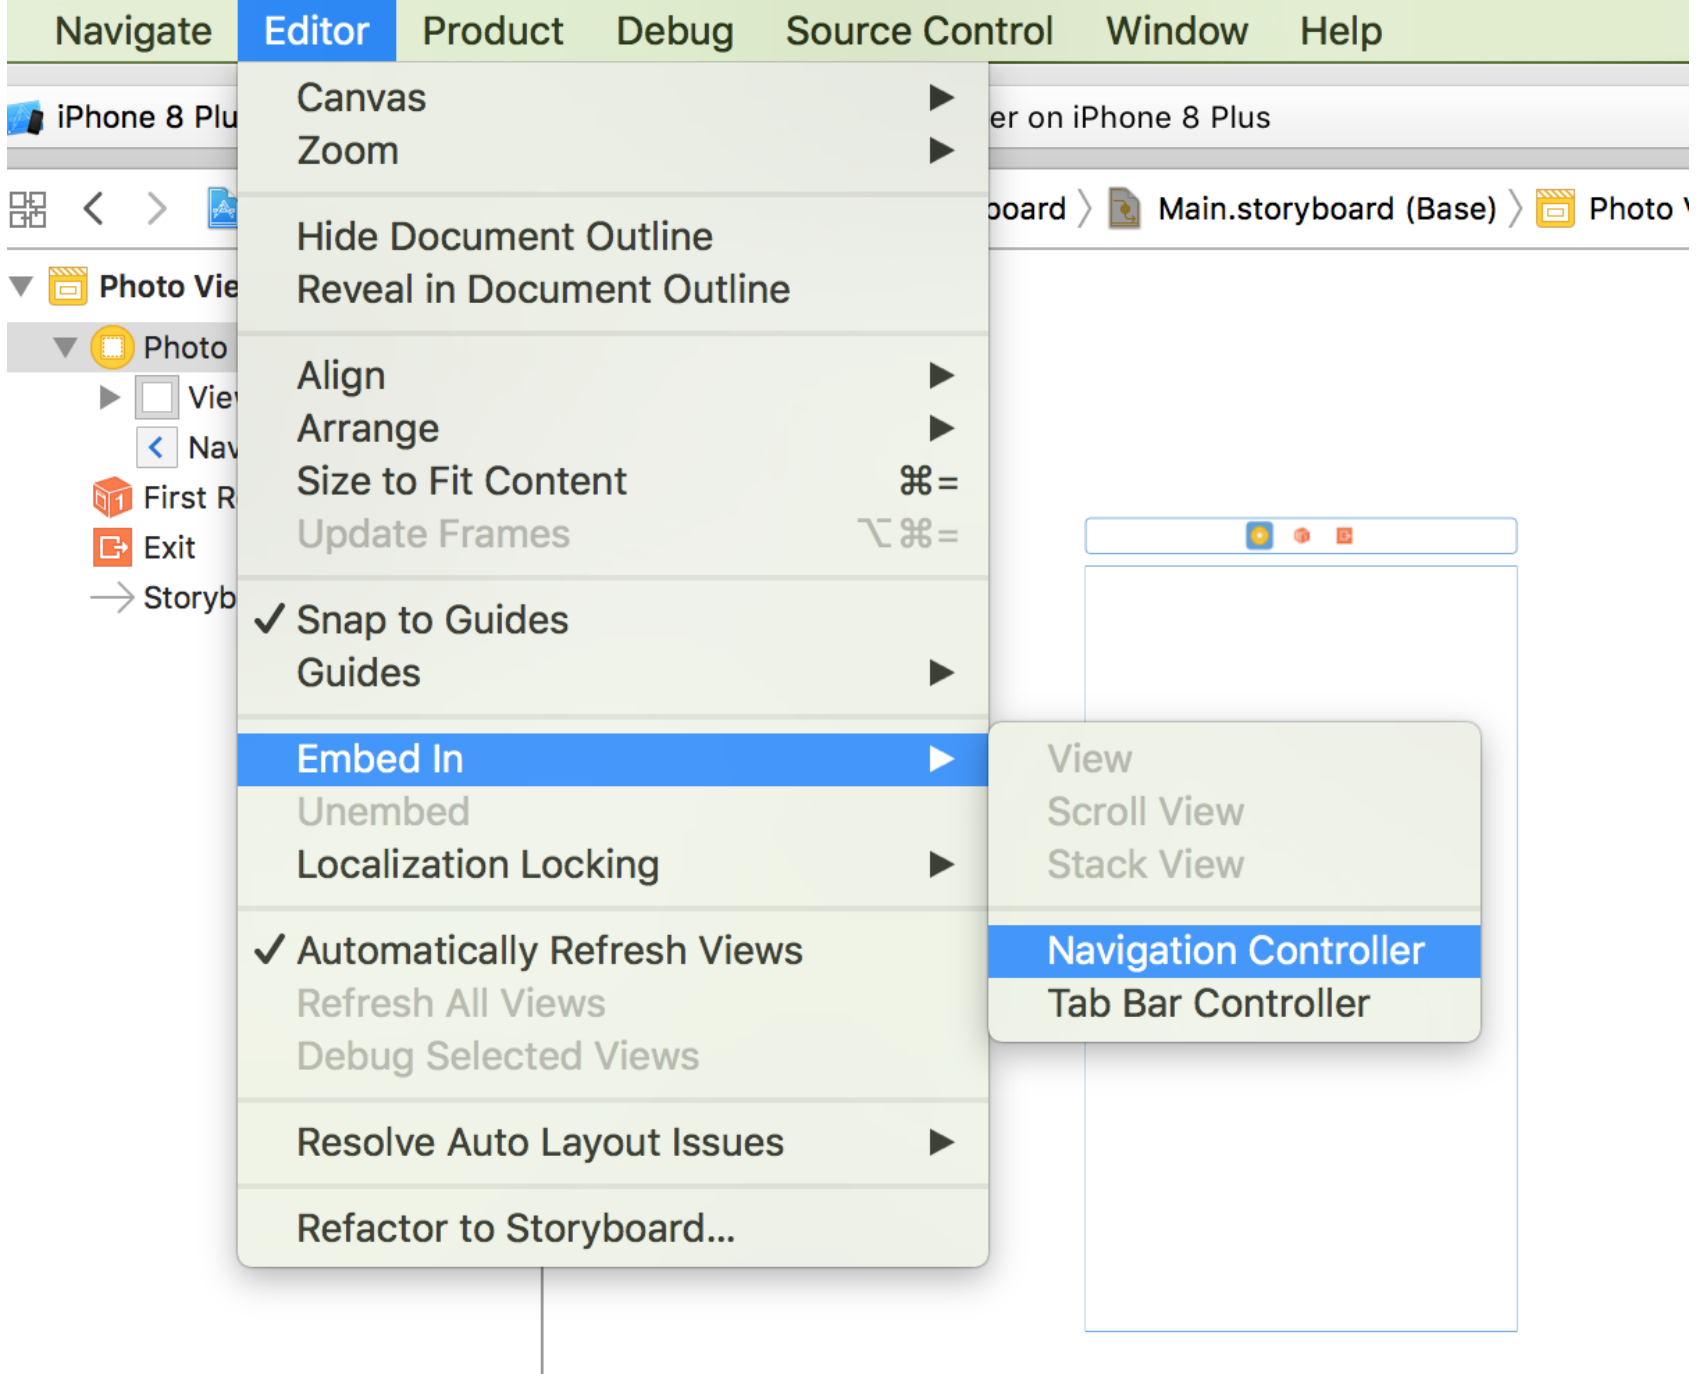 Navigate Editor Product Debug Source Control Window Help
iPhone 8 Plu
er on iPhone 8 Plus
board Main.storyboard (Base) Photo
Photo Vie
Photo
View
Nav
First R
1
Exit
Storyb
Canvas
Zoom
Hide Document Outline
Reveal in Document Outline
Align
Arrange
Size to Fit Content ⌘=
Update Frames ⌥⌘=
✓ Snap to Guides
Guides
Embed In
Unembed
Localization Locking
✓ Automatically Refresh Views
Refresh All Views
Debug Selected Views
Resolve Auto Layout Issues
Refactor to Storyboard...
View
Scroll View
Stack View
Navigation Controller
Tab Bar Controller